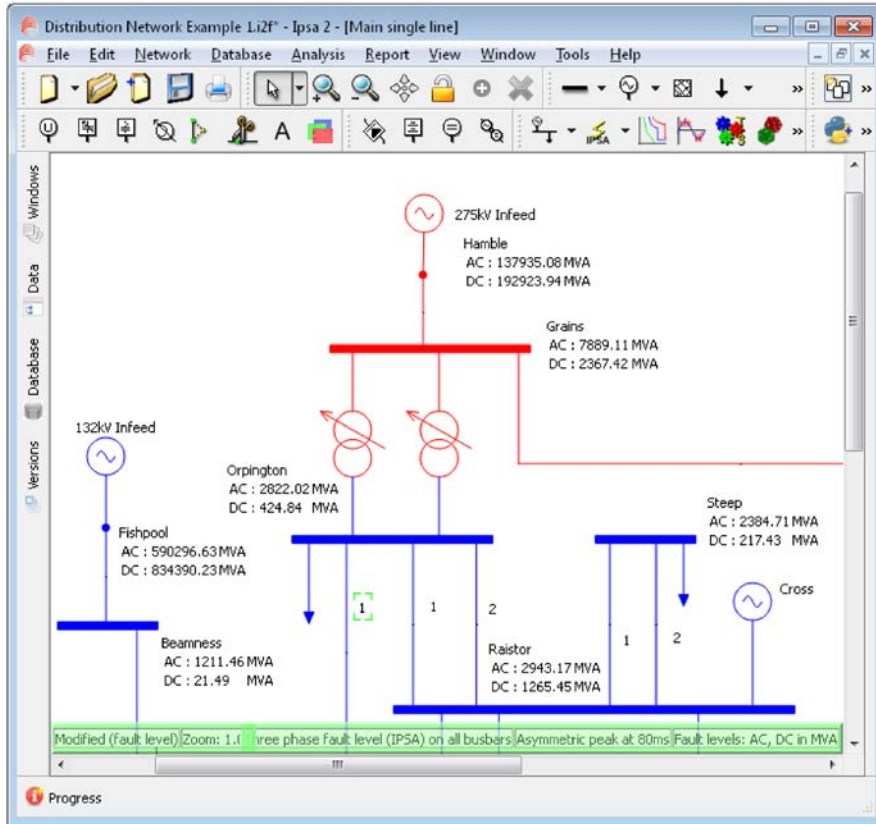 Distribution Network Example 1.i2f* - Ipsa 2 - [Main single line]
File Edit Network Database Analysis Report View Window Tools Help
A
IPSA
Windows
Data
Database
Versions
275kV Infeed
Hamble
AC : 137935.08 MVA
DC : 192923.94 MVA
Grains
AC : 7889.11 MVA
DC : 2367.42 MVA
132kV Infeed
Orpington
AC : 2822.02 MVA
DC : 424.84 MVA
Steep
AC : 2384.71 MVA
DC : 217.43 MVA
Fishpool
AC : 590296.63 MVA
DC : 834390.23 MVA
Cross
1
1
2
1
2
Beamness
AC : 1211.46 MVA
DC : 21.49 MVA
Raistor
AC : 2943.17 MVA
DC : 1265.45 MVA
Modified (fault level) Zoom: 1.0 hree phase fault level (IPSA) on all busbars Asymmetric peak at 80ms Fault levels: AC, DC in MVA
Progress